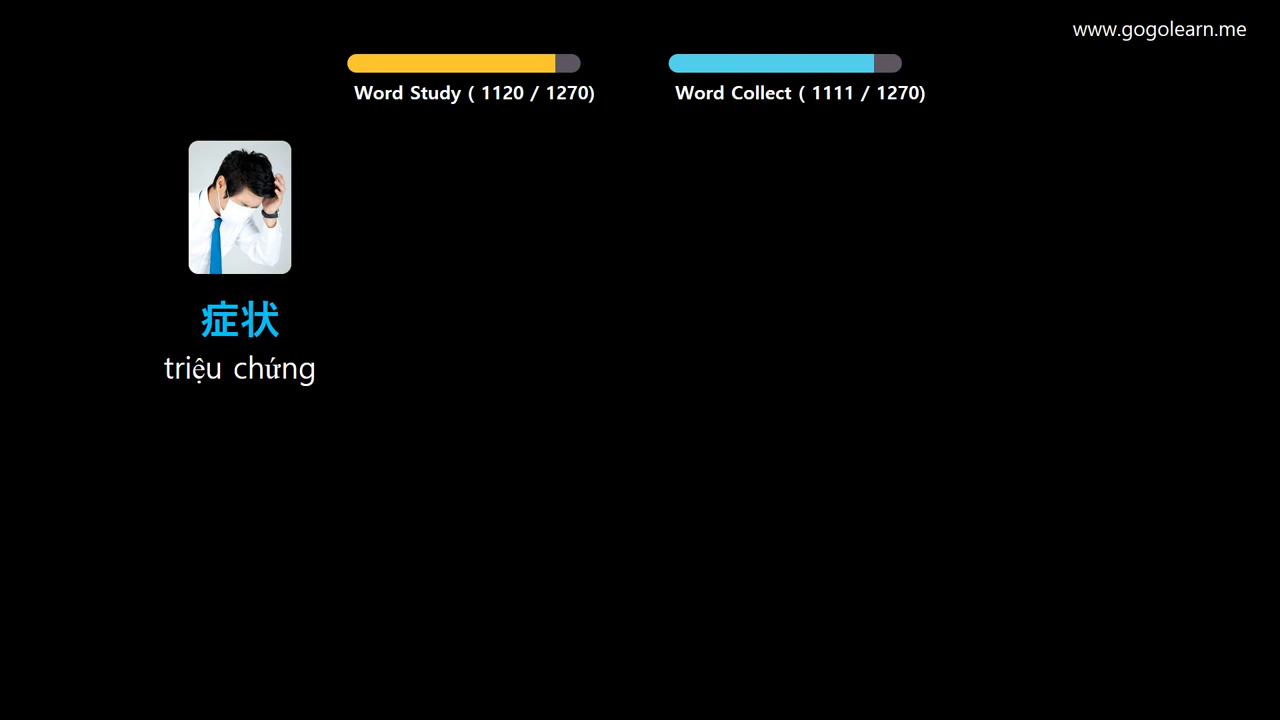 www.gogolearn.me
Word Study ( 1120 / 1270)
Word Collect ( 1111 / 1270)
症状
triệu chứng